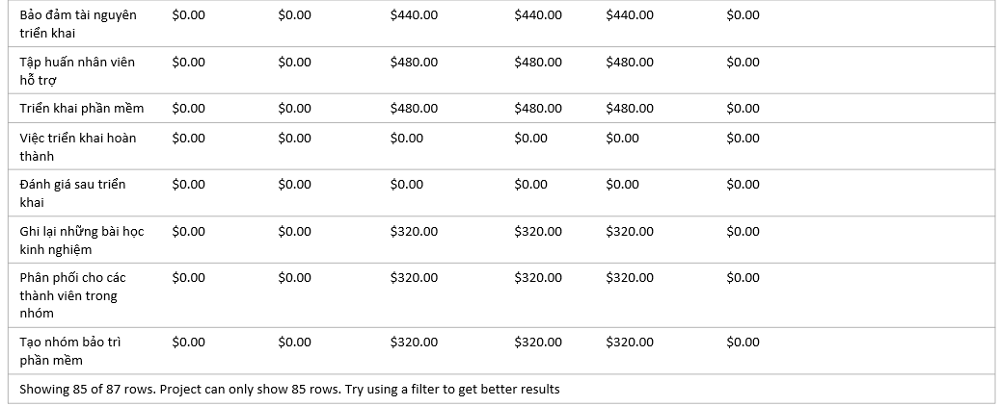 Bảo đảm tài nguyên $0.00 $0.00 $440.00 $440.00 $440.00 $0.00
triển khai
Tập huấn nhân viên $0.00 $0.00 $480.00 $480.00 $480.00 $0.00
hỗ trợ
Triển khai phần mềm $0.00 $0.00 $480.00 $480.00 $480.00 $0.00
Việc triển khai hoàn $0.00 $0.00 $0.00 $0.00 $0.00 $0.00
thành
Đánh giá sau triển $0.00 $0.00 $0.00 $0.00 $0.00 $0.00
khai
Ghi lại những bài học $0.00 $0.00 $320.00 $320.00 $320.00 $0.00
kinh nghiệm
Phân phối cho các $0.00 $0.00 $320.00 $320.00 $320.00 $0.00
thành viên trong
nhóm
Tạo nhóm bảo trì $0.00 $0.00 $320.00 $320.00 $320.00 $0.00
phần mềm
Showing 85 of 87 rows. Project can only show 85 rows. Try using a filter to get better results